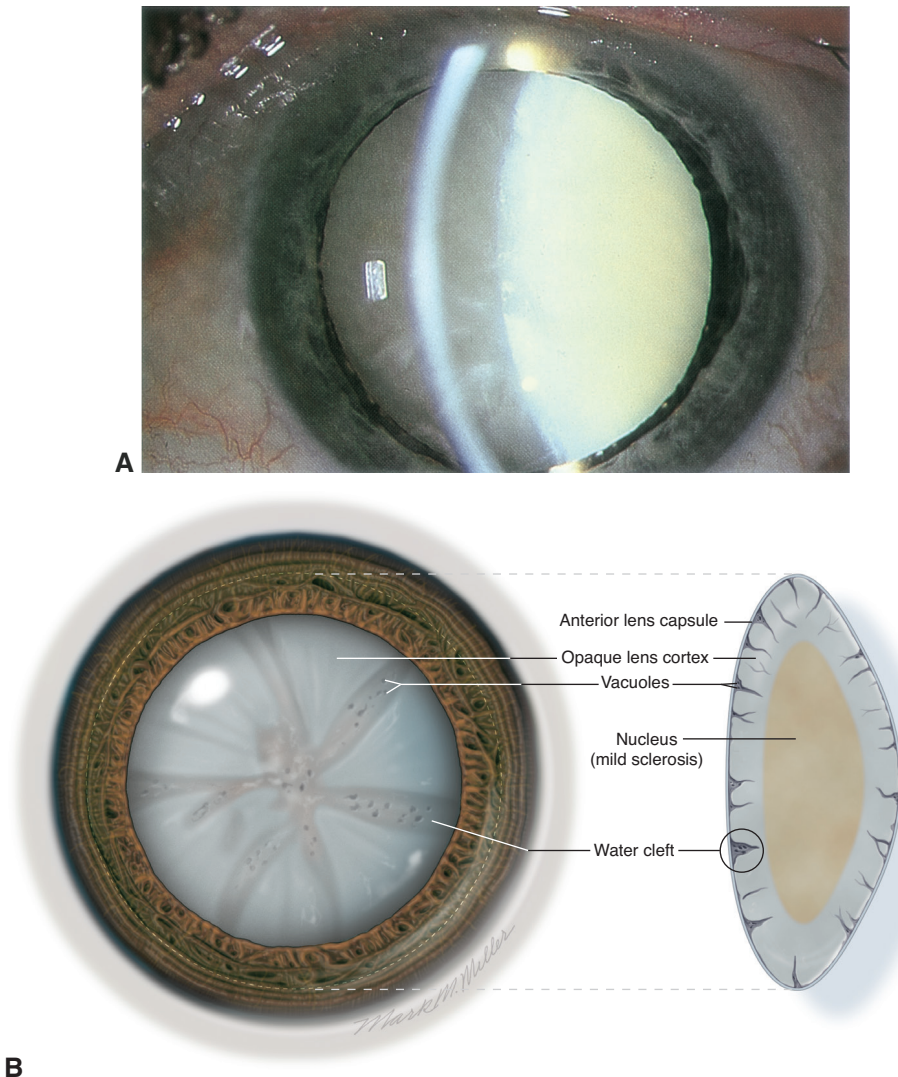 A
Anterior lens capsule
Opaque lens cortex
Vacuoles
Nucleus
(mild sclerosis)
Water cleft
Mark M. Miller
B